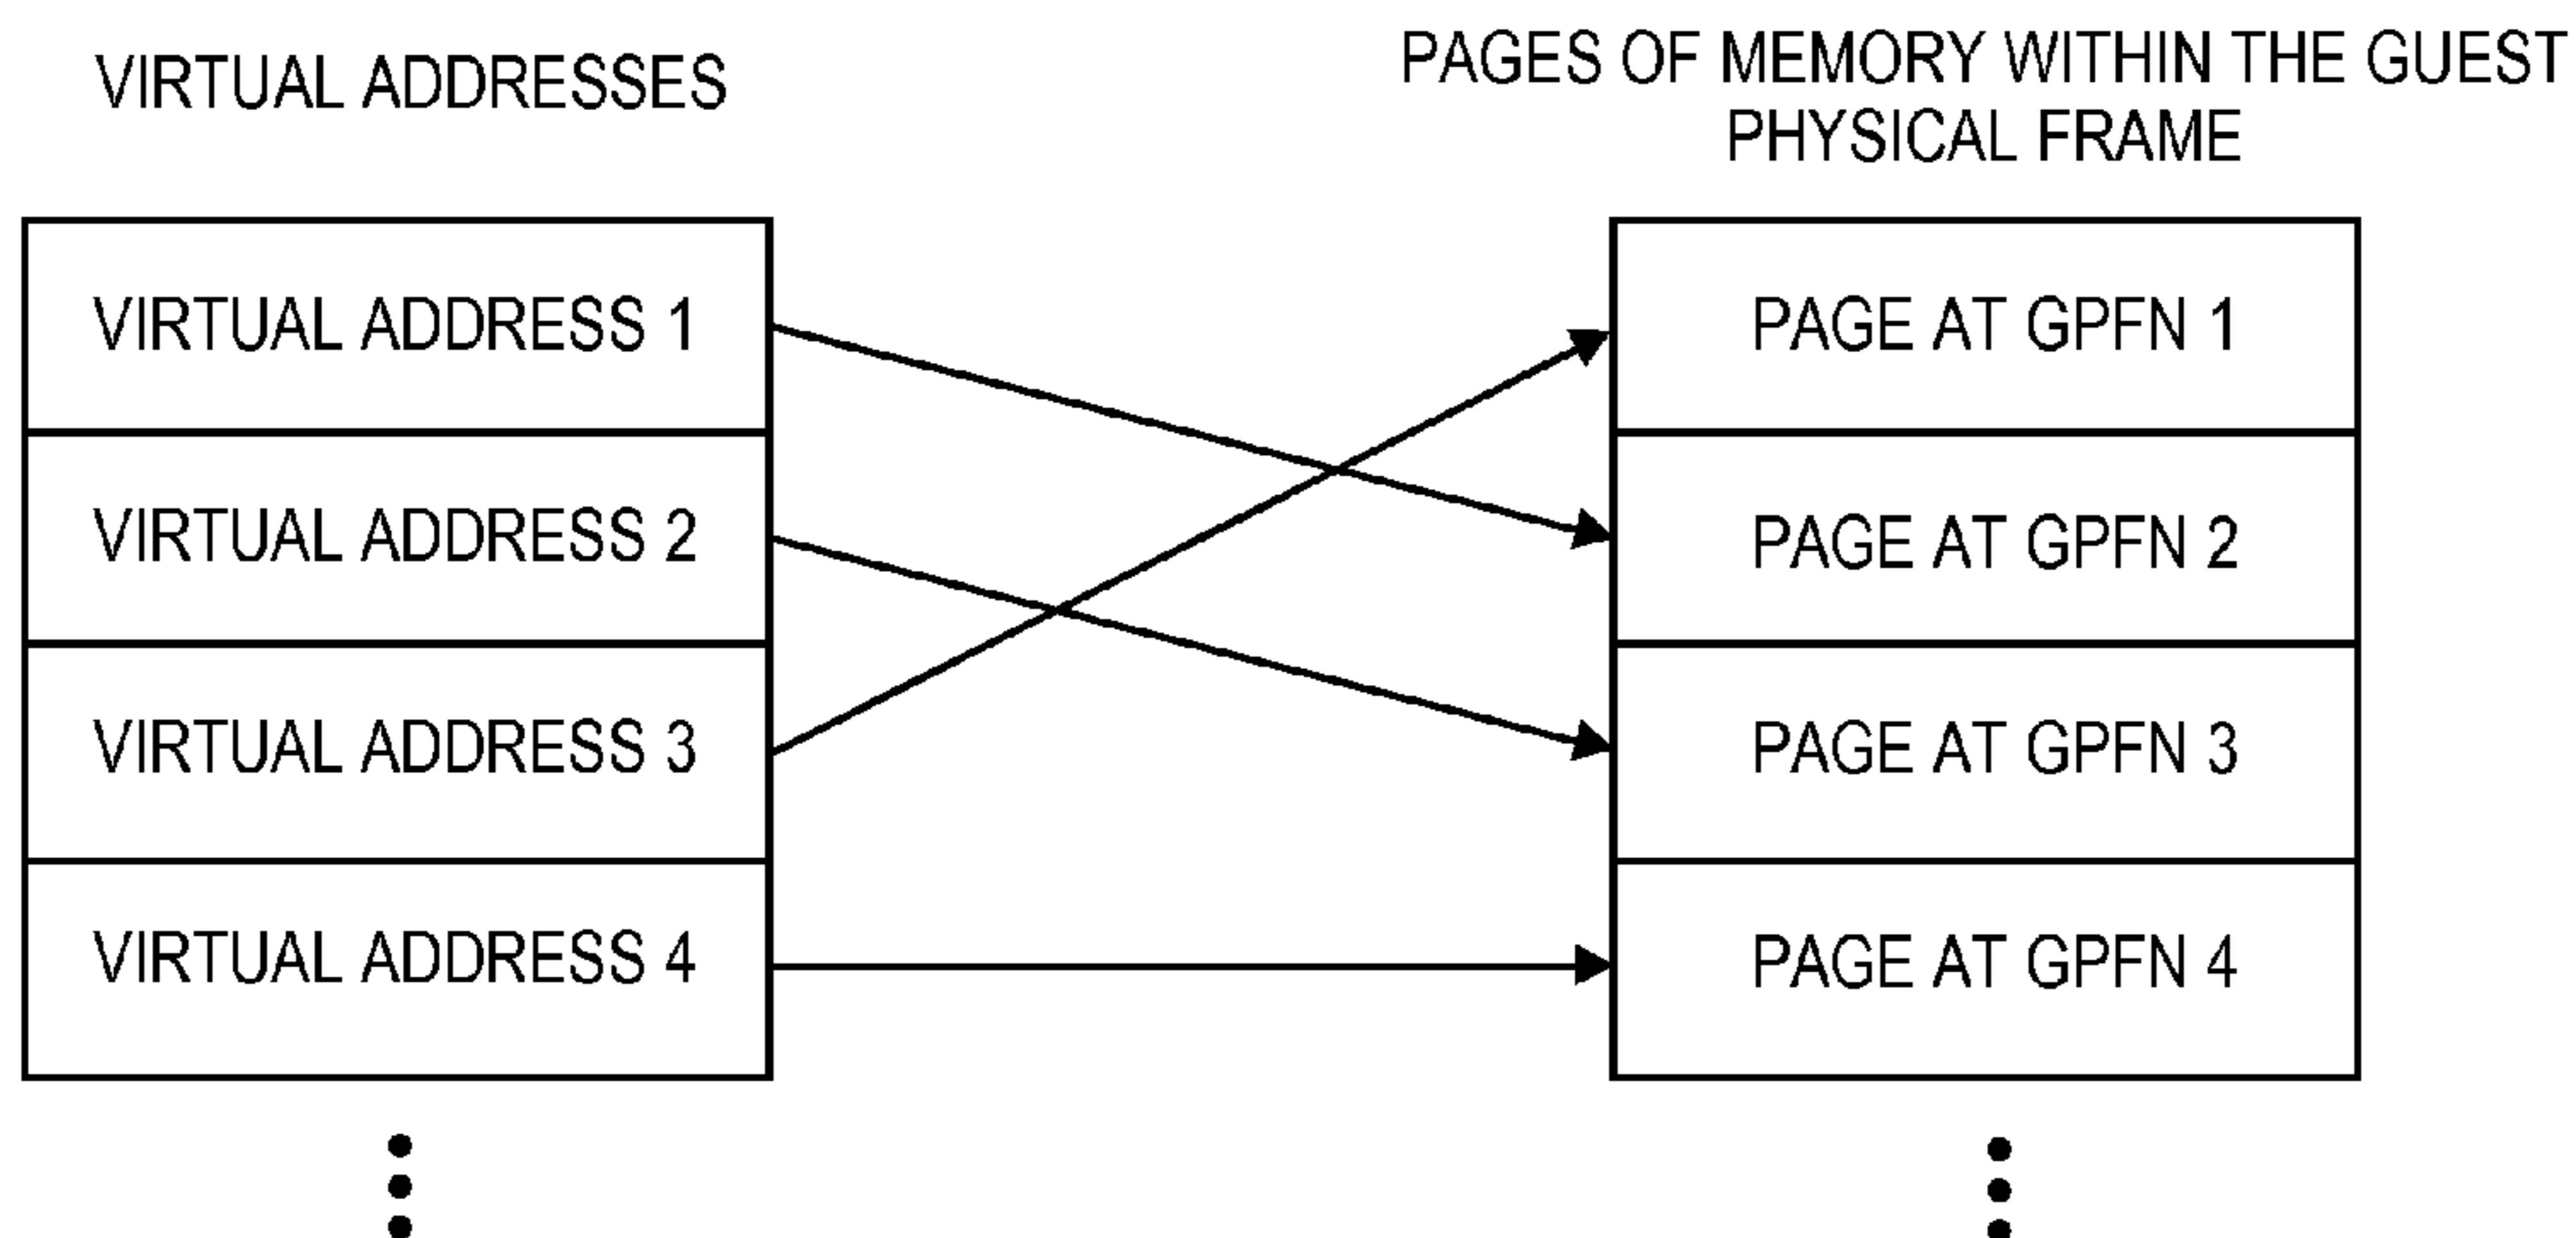 VIRTUAL ADDRESSES
PAGES OF MEMORY WITHIN THE GUEST
PHYSICAL FRAME
VIRTUAL ADDRESS 1
VIRTUAL ADDRESS 2
VIRTUAL ADDRESS 3
VIRTUAL ADDRESS 4
PAGE AT GPFN 1
PAGE AT GPFN 2
PAGE AT GPFN 3
PAGE AT GPFN 4